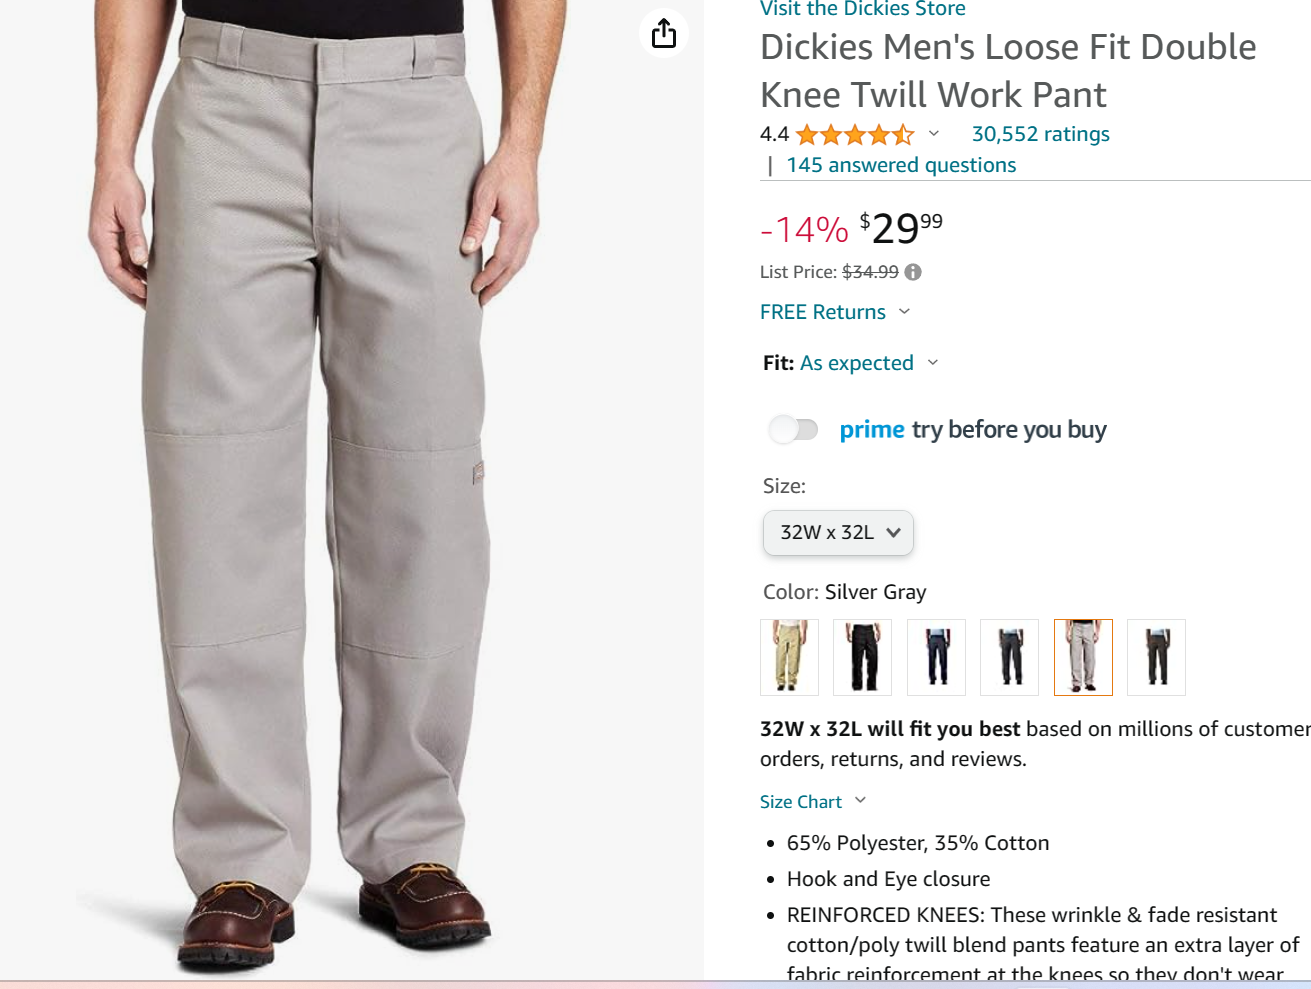 Visit the Dickies Store
Dickies Men's Loose Fit Double
Knee Twill Work Pant
4.4 30,552 ratings
| 145 answered questions
-14% $29 99
List Price: $34.99
FREE Returns
Fit: As expected
prime try before you buy
Size:
32W x 32L
Color: Silver Gray
32W x 32L will fit you best based on millions of customer
orders, returns, and reviews.
Size Chart
• 65% Polyester, 35% Cotton
• Hook and Eye closure
• REINFORCED KNEES: These wrinkle & fade resistant
cotton/poly twill blend pants feature an extra layer of
fabric reinforcement at the knees so they don't wear